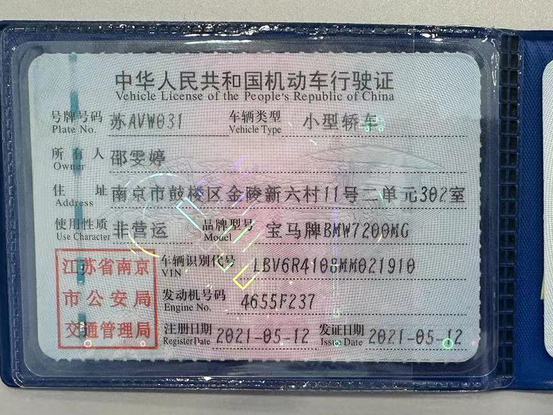 中华人民共和国机动车行驶证
Vehicle License of the People's Republic of China
号牌号码 苏AVW031 车辆类型 小型轿车
Plate No. Vehicle Type
所有人 邵雯婷
Owner
住址 南京市鼓楼区金陵新六村11号二单元302室
Address
使用性质 非营运 品牌型号 宝马牌BMW7200MG
Use Character Model
江苏省南京
市公安局
交通管理局
车辆识别代号 LBV6R4108MM021910
VIN
发动机号码 4655F237
Engine No.
注册日期 2021-05-12 发证日期 2021-05-12
Register Date Issue Date